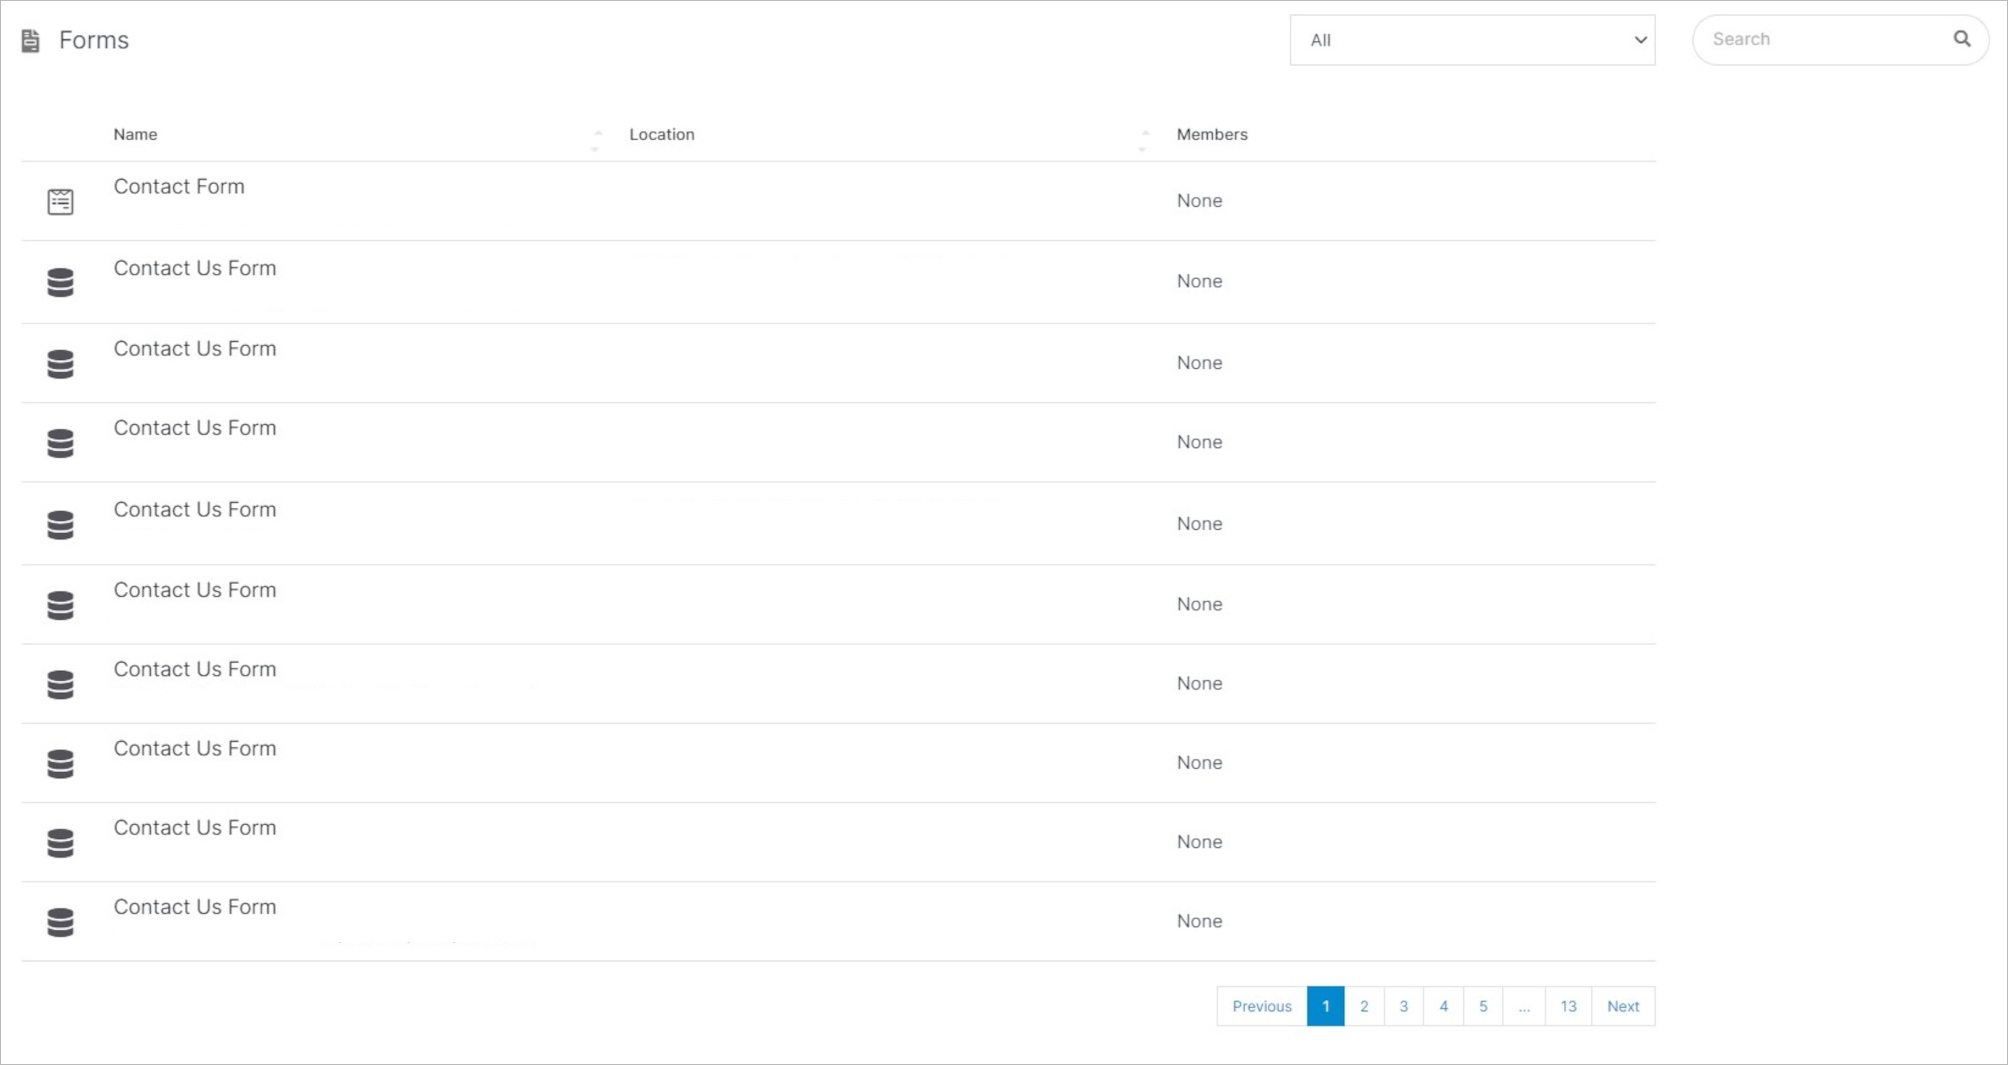 Forms
All
Search
Name Location Members
Contact Form
None
Contact Us Form
None
Contact Us Form
None
Contact Us Form
None
Contact Us Form
None
Contact Us Form
None
Contact Us Form
None
Contact Us Form
None
Contact Us Form
None
Contact Us Form
None
Previous 1 2 3 4 5 ... 13 Next